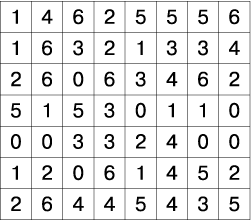 1 4 6 2 5 5 5 6
1 6 3 2 1 3 3 4
2 6 0 6 3 4 6 2
5 1 5 3 0 1 1 0
0 0 3 3 2 4 0 0
1 2 0 6 1 4 5 2
2 6 4 4 5 4 3 5